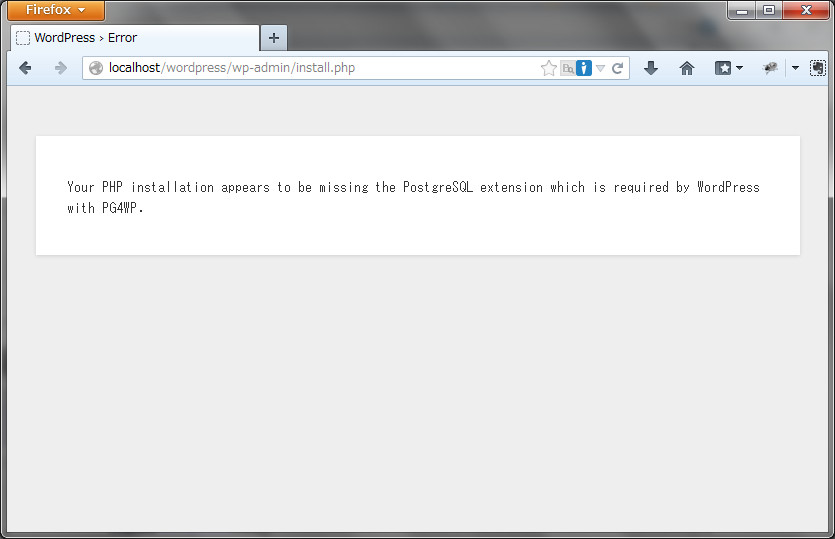 Firefox
WordPress › Error
localhost/wordpress/wp-admin/install.php
Your PHP installation appears to be missing the PostgreSQL extension which is required by WordPress
with PG4WP.